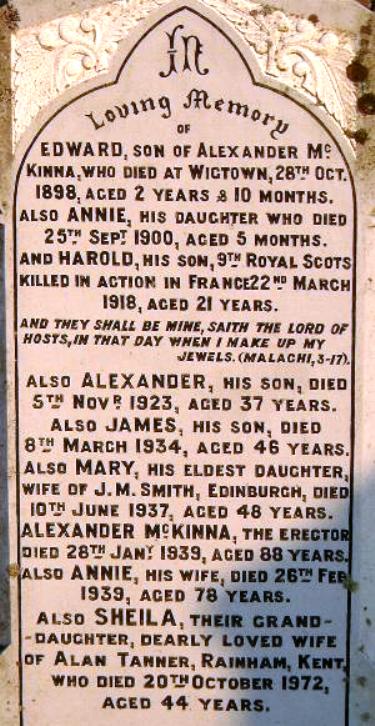 In
Loving Memory
OF
EDWARD, SON OF ALEXANDER Mc
KINNA, WHO DIED AT WIGTOWN, 28TH OCT.
1898, AGED 2 YEARS & 10 MONTHS.
ALSO ANNIE, HIS DAUGHTER WHO DIED
25TH SEPT 1900, AGED 5 MONTHS.
AND HAROLD, HIS SON, 9TH ROYAL SCOTS
KILLED IN ACTION IN FRANCE 22ND MARCH
1918, AGED 21 YEARS.
AND THEY SHALL BE MINE, SAITH THE LORD OF
HOSTS, IN THAT DAY WHEN I MAKE UP MY
JEWELS. (MALACHI, 3-17).
ALSO ALEXANDER, HIS SON, DIED
5TH NOVR 1923, AGED 37 YEARS.
ALSO JAMES, HIS SON, DIED
8TH MARCH 1934, AGED 46 YEARS.
ALSO MARY, HIS ELDEST DAUGHTER,
WIFE OF J.M. SMITH, EDINBURGH, DIED
10TH JUNE 1937, AGED 48 YEARS.
ALEXANDER McKINNA, THE ERECTOR
DIED 28TH JANY 1939, AGED 88 YEARS.
ALSO ANNIE, HIS WIFE, DIED 26TH FEB
1939, AGED 78 YEARS.
ALSO SHEILA, THEIR GRAND-
-DAUGHTER, DEARLY LOVED WIFE
OF ALAN TANNER, RAINHAM, KENT,
WHO DIED 20TH OCTOBER 1972,
AGED 44 YEARS.